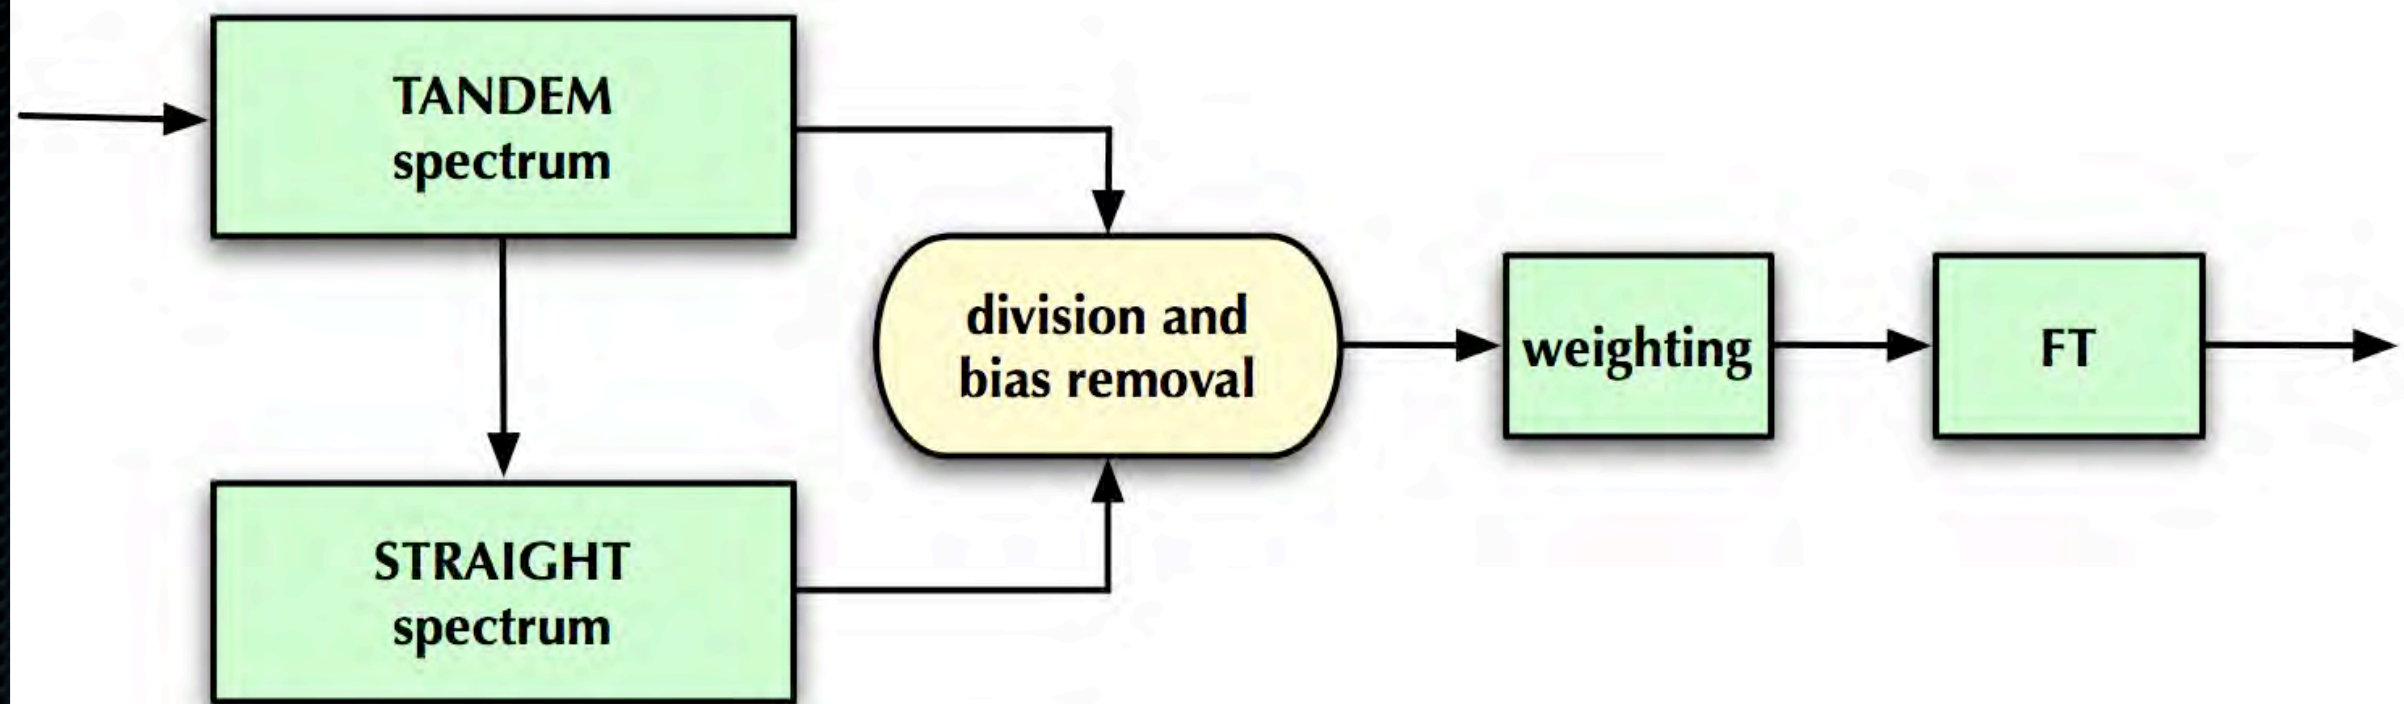 TANDEM
spectrum
division and
bias removal
weighting
FT
STRAIGHT
spectrum